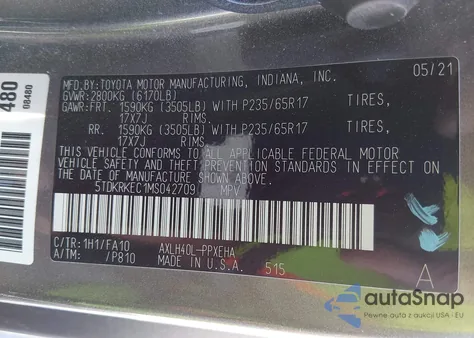 480
08480
MFD.BY:TOYOTA MOTOR MANUFACTURING, INDIANA, INC. 05/21
GVWR:2800KG (6170LB)
GAWR:FRT. 1590KG (3505LB) WITH P235/65R17 TIRES,
17X7J RIMS.
RR. 1590KG (3505LB) WITH P235/65R17 TIRES,
17X7J RIMS.
THIS VEHICLE CONFORMS TO ALL APPLICABLE FEDERAL MOTOR
VEHICLE SAFETY AND THEFT PREVENTION STANDARDS IN EFFECT ON
THE DATE OF MANUFACTURE SHOWN ABOVE.
5TDKRKEC1MS042709 MPV
C/TR:1H1/FA10 AXLH40L-PPXEHA
A/TM: /P810 MADE IN U.S.A. 515
A
autoSnap
Pewne auta z aukcji USA i EU